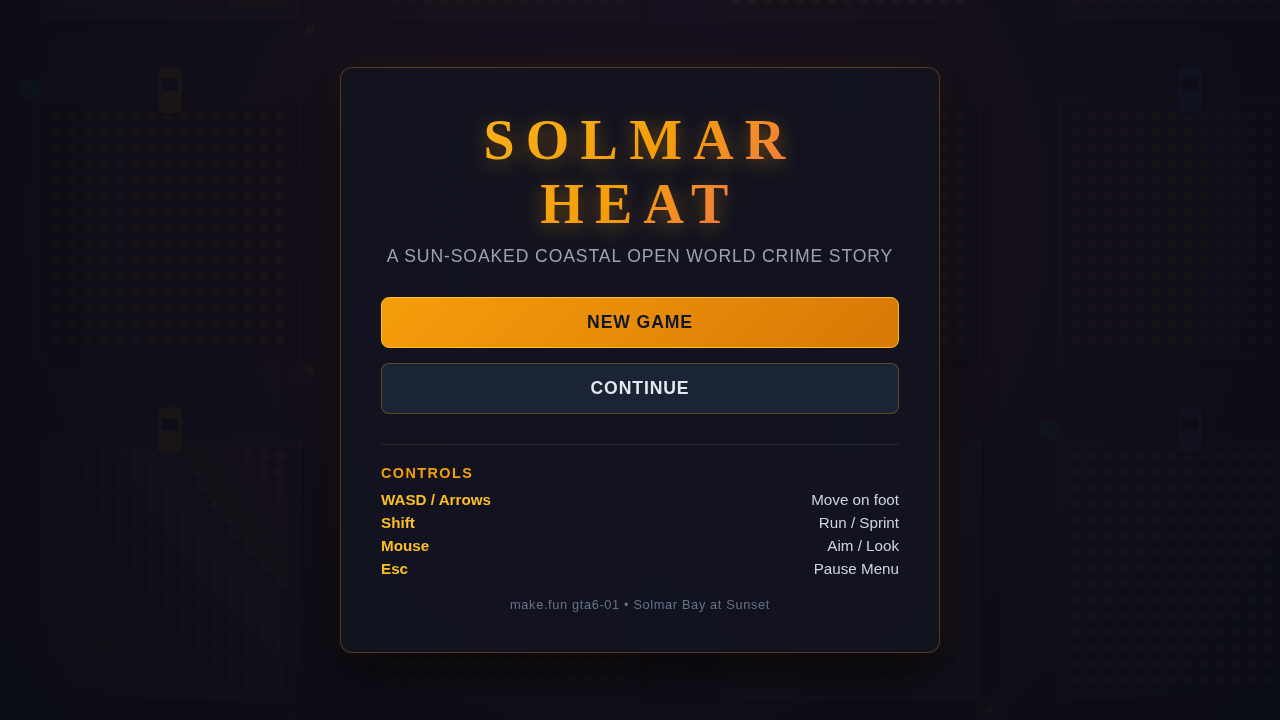 SOLMAR
HEAT
A SUN-SOAKED COASTAL OPEN WORLD CRIME STORY
NEW GAME
CONTINUE
CONTROLS
WASD / Arrows Move on foot
Shift Run / Sprint
Mouse Aim / Look
Esc Pause Menu
make.fun gta6-01 • Solmar Bay at Sunset